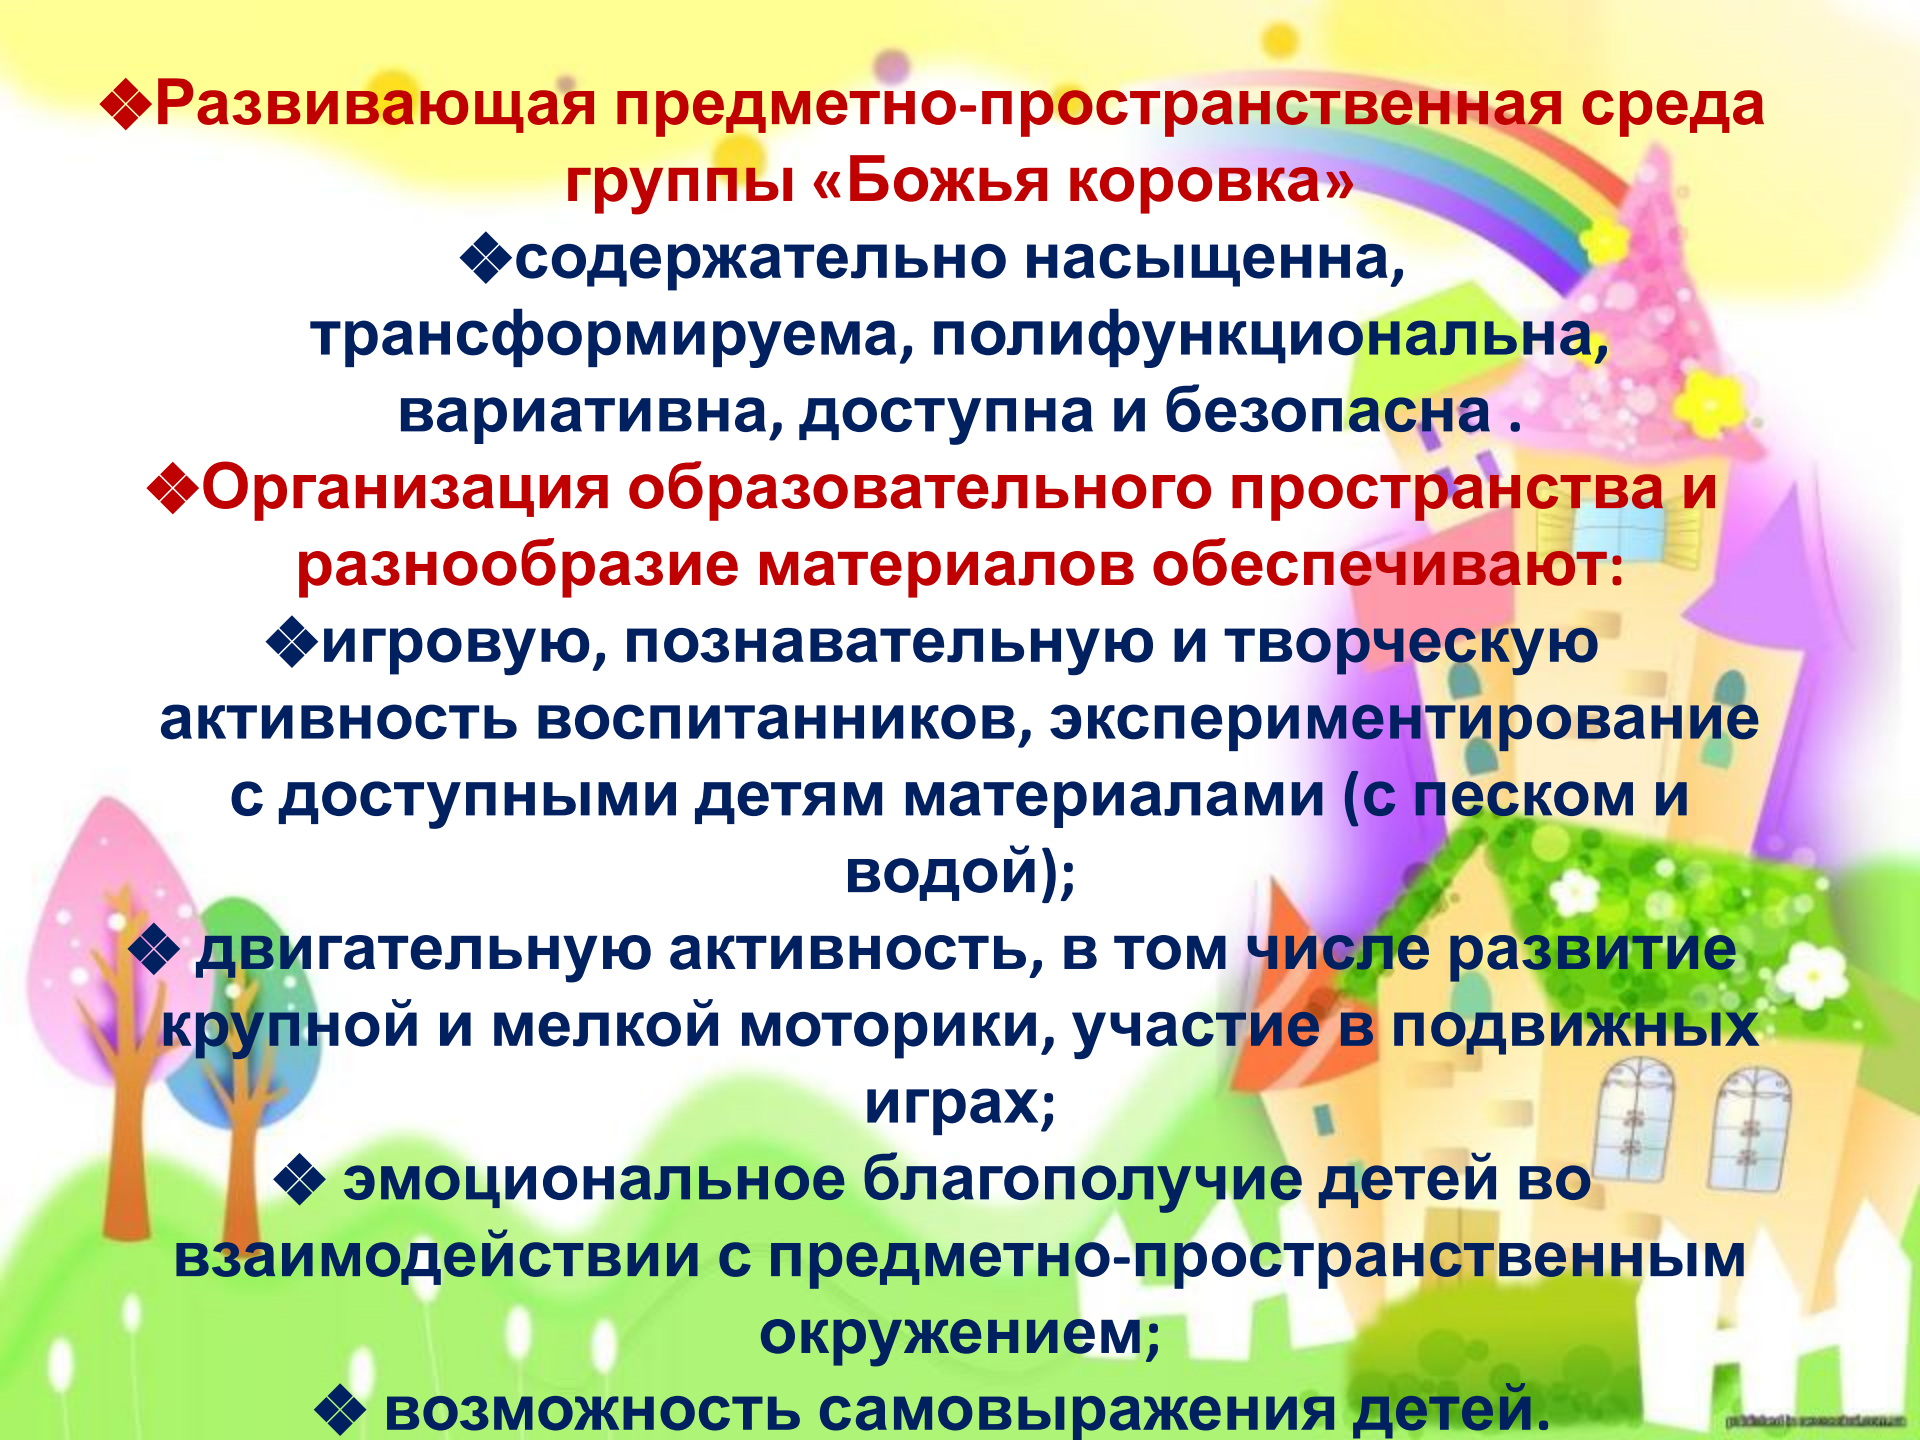 ❖Развивающая предметно-пространственная среда
группы «Божья коровка»
❖содержательно насыщенна,
трансформируема, полифункциональна,
вариативна, доступна и безопасна .
❖Организация образовательного пространства и
разнообразие материалов обеспечивают:
❖игровую, познавательную и творческую
активность воспитанников, экспериментирование
с доступными детям материалами (с песком и
водой);
❖ двигательную активность, в том числе развитие
крупной и мелкой моторики, участие в подвижных
играх;
❖ эмоциональное благополучие детей во
взаимодействии с предметно-пространственным
окружением;
❖ возможность самовыражения детей.